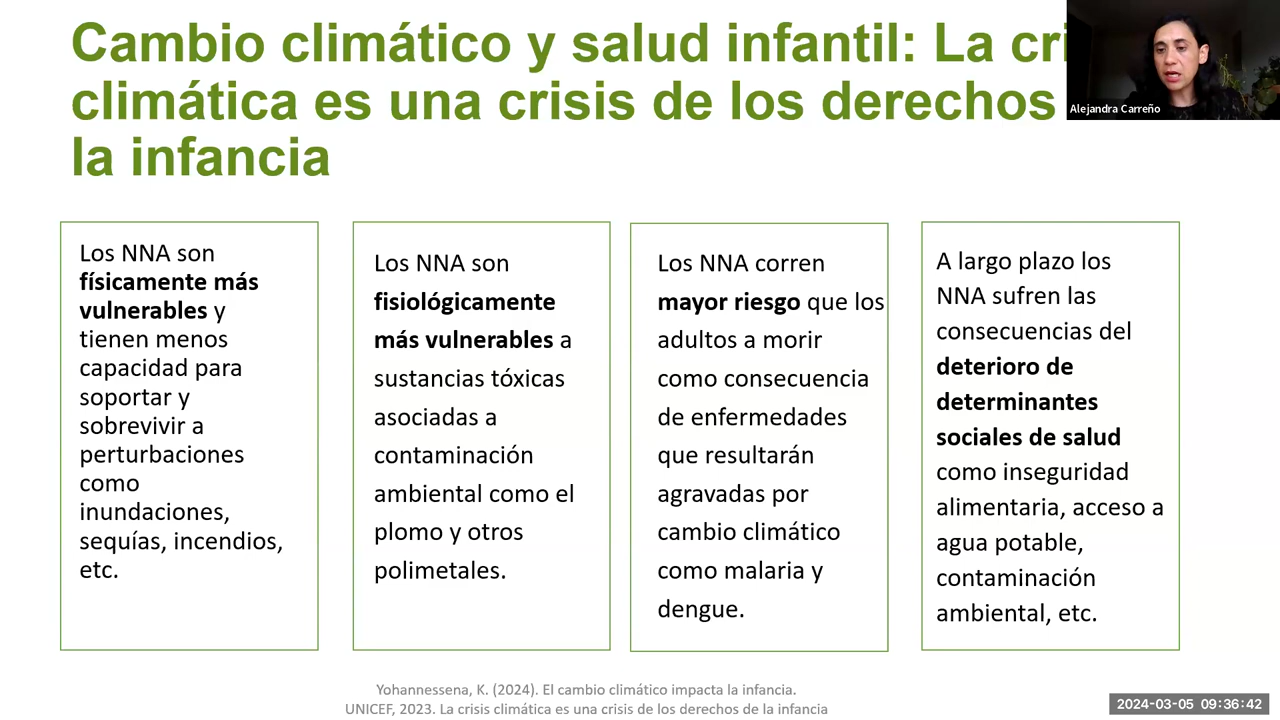 Cambio climático y salud infantil: La cri
climática es una crisis de los derechos
la infancia
Alejandra Carreño
Los NNA son
físicamente más
vulnerables y
tienen menos
capacidad para
soportar y
sobrevivir a
perturbaciones
como
inundaciones,
sequías, incendios,
etc.
Los NNA son
fisiológicamente
más vulnerables a
sustancias tóxicas
asociadas a
contaminación
ambiental como el
plomo y otros
polimetales.
Los NNA corren
mayor riesgo que los
adultos a morir
como consecuencia
de enfermedades
que resultarán
agravadas por
cambio climático
como malaria y
dengue.
A largo plazo los
NNA sufren las
consecuencias del
deterioro de
determinantes
sociales de salud
como inseguridad
alimentaria, acceso a
agua potable,
contaminación
ambiental, etc.
Yohannessena, K. (2024). El cambio climático impacta la infancia.
UNICEF, 2023. La crisis climática es una crisis de los derechos de la infancia
2024-03-05 09:36:42